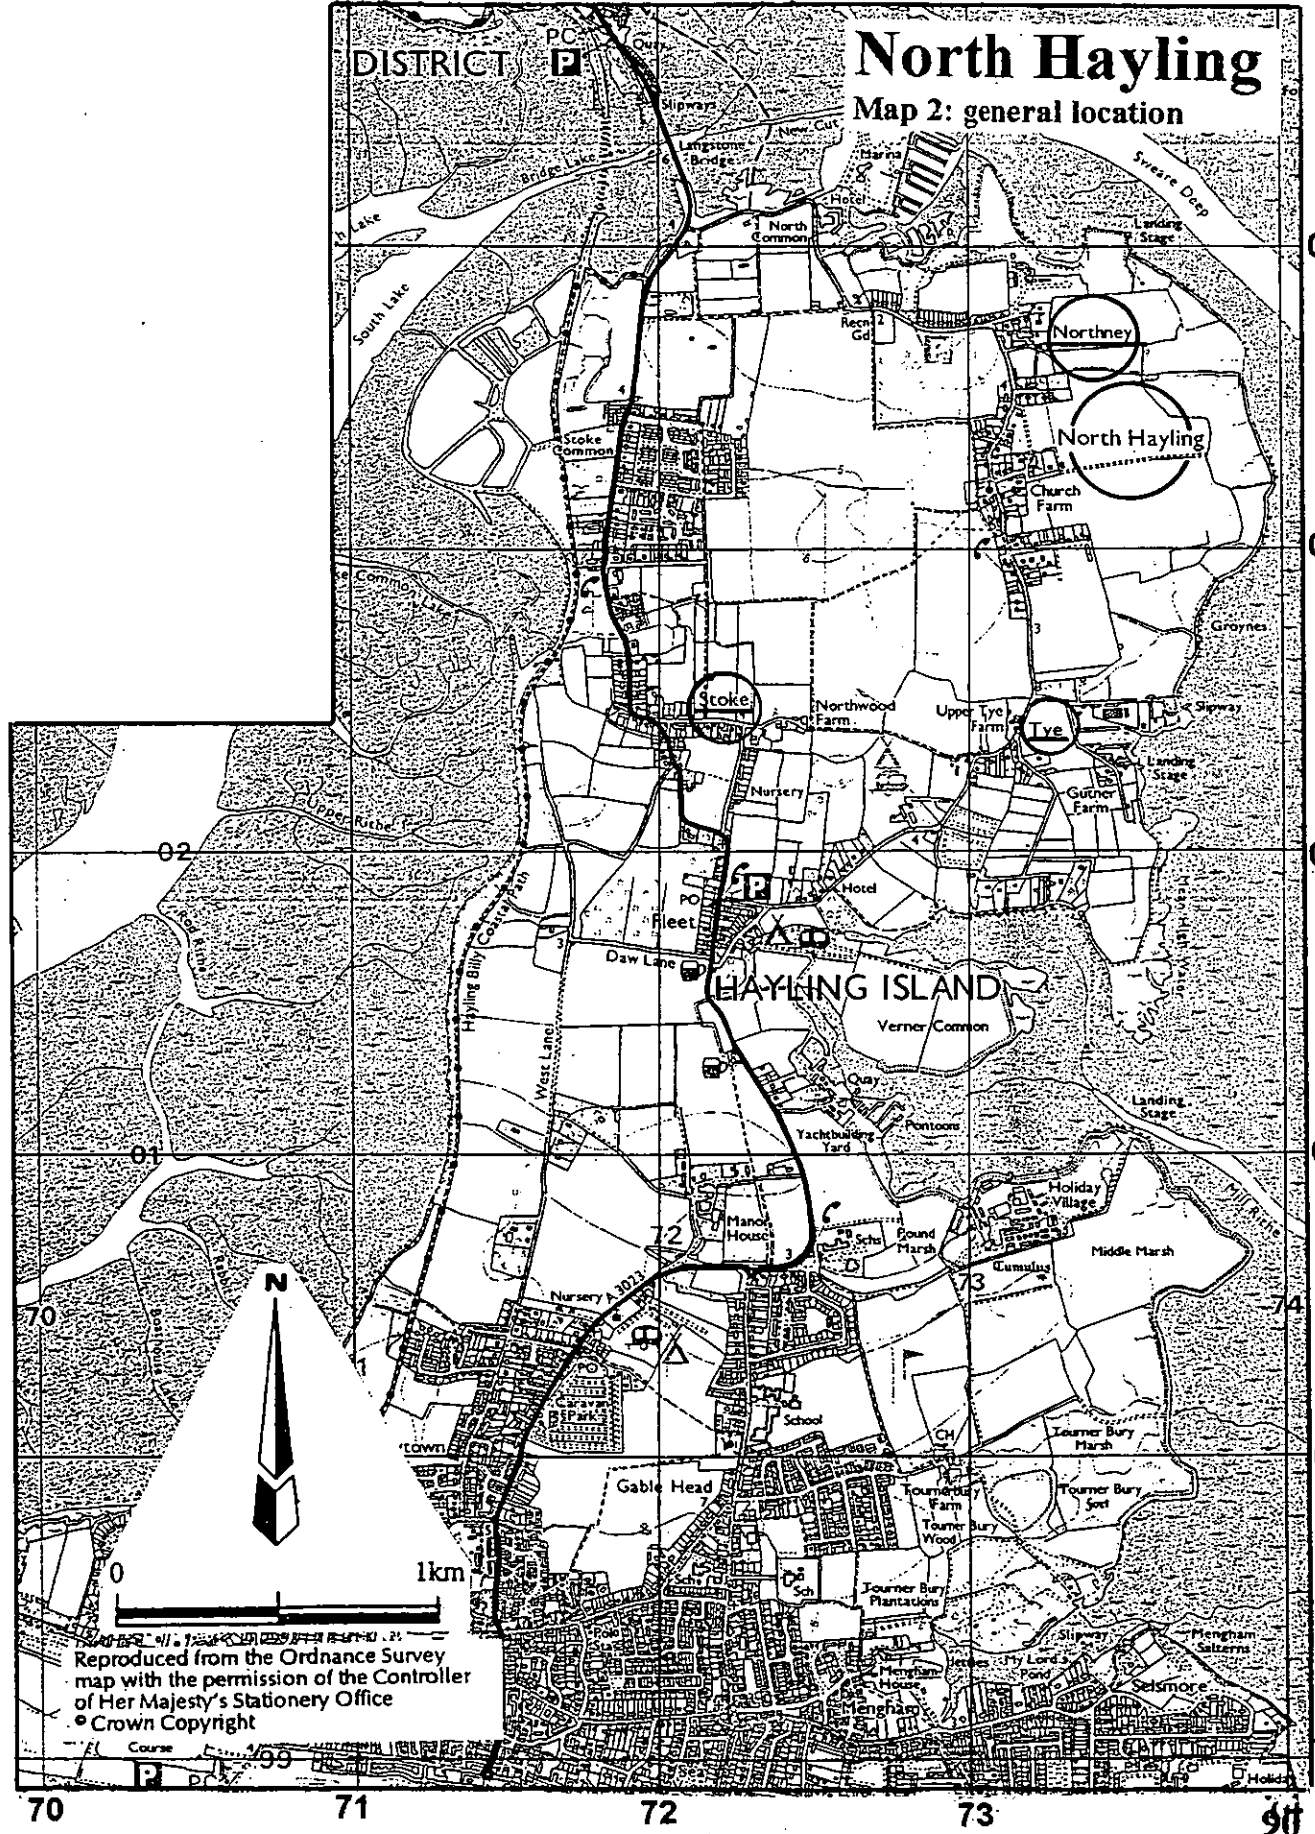 North Hayling
Map 2: general location
DISTRICT
PC
P
Quay
Slipways
Langstone
Bridge
New Cut
Bridge Lake
Marina
Sweare Deep
Hotel
North
Common
Landing
Stage
South Lake
Recn
Gd
Northney
Stoke
Common
North Hayling
Church
Farm
Groynes
Stoke
Northwood
Farm
Upper Tye
Farm
Tye
Slipway
Landing
Stage
Nursery
Gutner
Farm
02
Hayling Billy Coastal Path
P
PO
Fleet
Hotel
Daw Lane
HAYLING ISLAND
Verner Common
West Lane
Quay
Pontoons
Yachtbuilding
Yard
Landing
Stage
01
Mill Rithe
Holiday
Village
Manor
House
72
Schs
Pound
Marsh
Middle Marsh
Tumulus
73
N
Nursery
A 3023
70
74
Caravan
Park
School
CH
Tourner Bury
Marsh
Gable Head
Tournerbury
Farm
Tourner Bury
Fort
Tourner Bury
Wood
0
1km
Sch
Tourner Bury
Plantations
Reproduced from the Ordnance Survey
map with the permission of the Controller
of Her Majesty's Stationery Office
© Crown Copyright
Slipway
Mengham
Salterns
Jetties
My Lord's
Pond
Mengham
House
Selsmore
Mengham
Course
99
P
PC
70
71
72
73